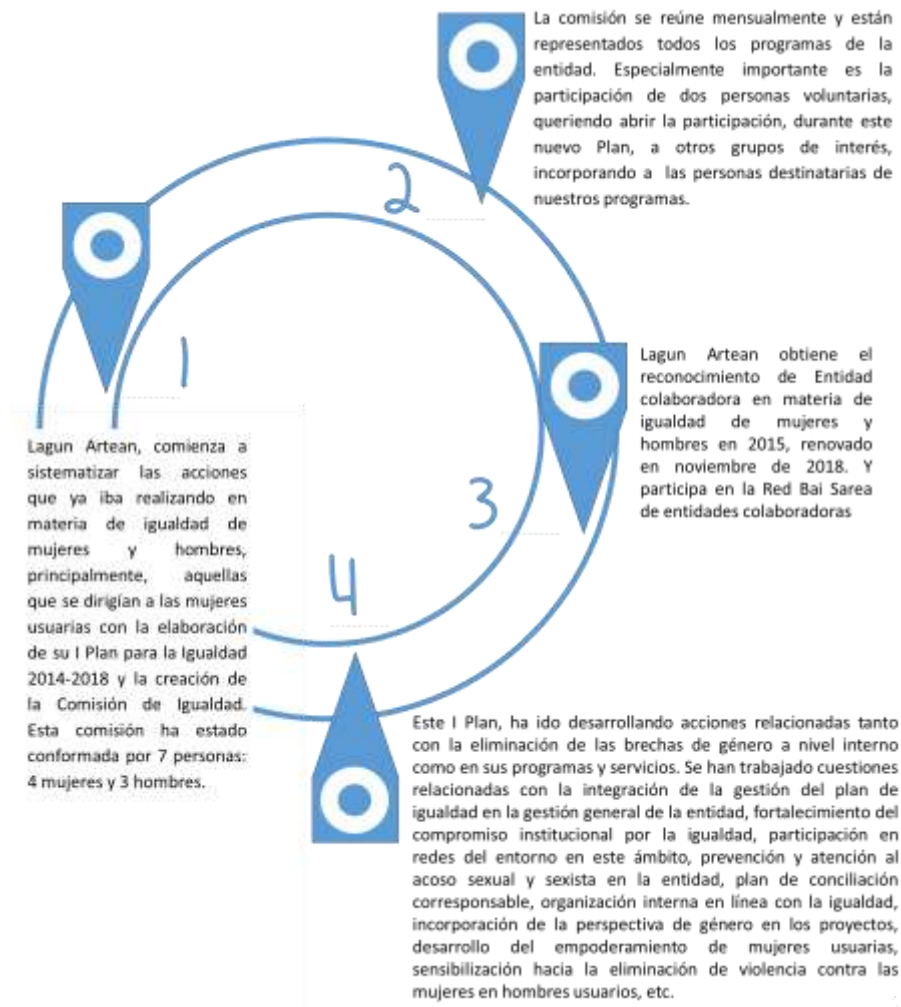 1
Lagun Artean, comienza a
sistematizar las acciones
que ya iba realizando en
materia de igualdad de
mujeres y hombres,
principalmente, aquellas
que se dirigían a las mujeres
usuarias con la elaboración
de su I Plan para la Igualdad
2014-2018 y la creación de
la Comisión de Igualdad.
Esta comisión ha estado
conformada por 7 personas:
4 mujeres y 3 hombres.
2
La comisión se reúne mensualmente y están
representados todos los programas de la
entidad. Especialmente importante es la
participación de dos personas voluntarias,
queriendo abrir la participación, durante este
nuevo Plan, a otros grupos de interés,
incorporando a las personas destinatarias de
nuestros programas.
3
Lagun Artean obtiene el
reconocimiento de Entidad
colaboradora en materia de
igualdad de mujeres y
hombres en 2015, renovado
en noviembre de 2018. Y
participa en la Red Bai Sarea
de entidades colaboradoras
4
Este I Plan, ha ido desarrollando acciones relacionadas tanto
con la eliminación de las brechas de género a nivel interno
como en sus programas y servicios. Se han trabajado cuestiones
relacionadas con la integración de la gestión del plan de
igualdad en la gestión general de la entidad, fortalecimiento del
compromiso institucional por la igualdad, participación en
redes del entorno en este ámbito, prevención y atención al
acoso sexual y sexista en la entidad, plan de conciliación
corresponsable, organización interna en línea con la igualdad,
incorporación de la perspectiva de género en los proyectos,
desarrollo del empoderamiento de mujeres usuarias,
sensibilización hacia la eliminación de violencia contra las
mujeres en hombres usuarios, etc.